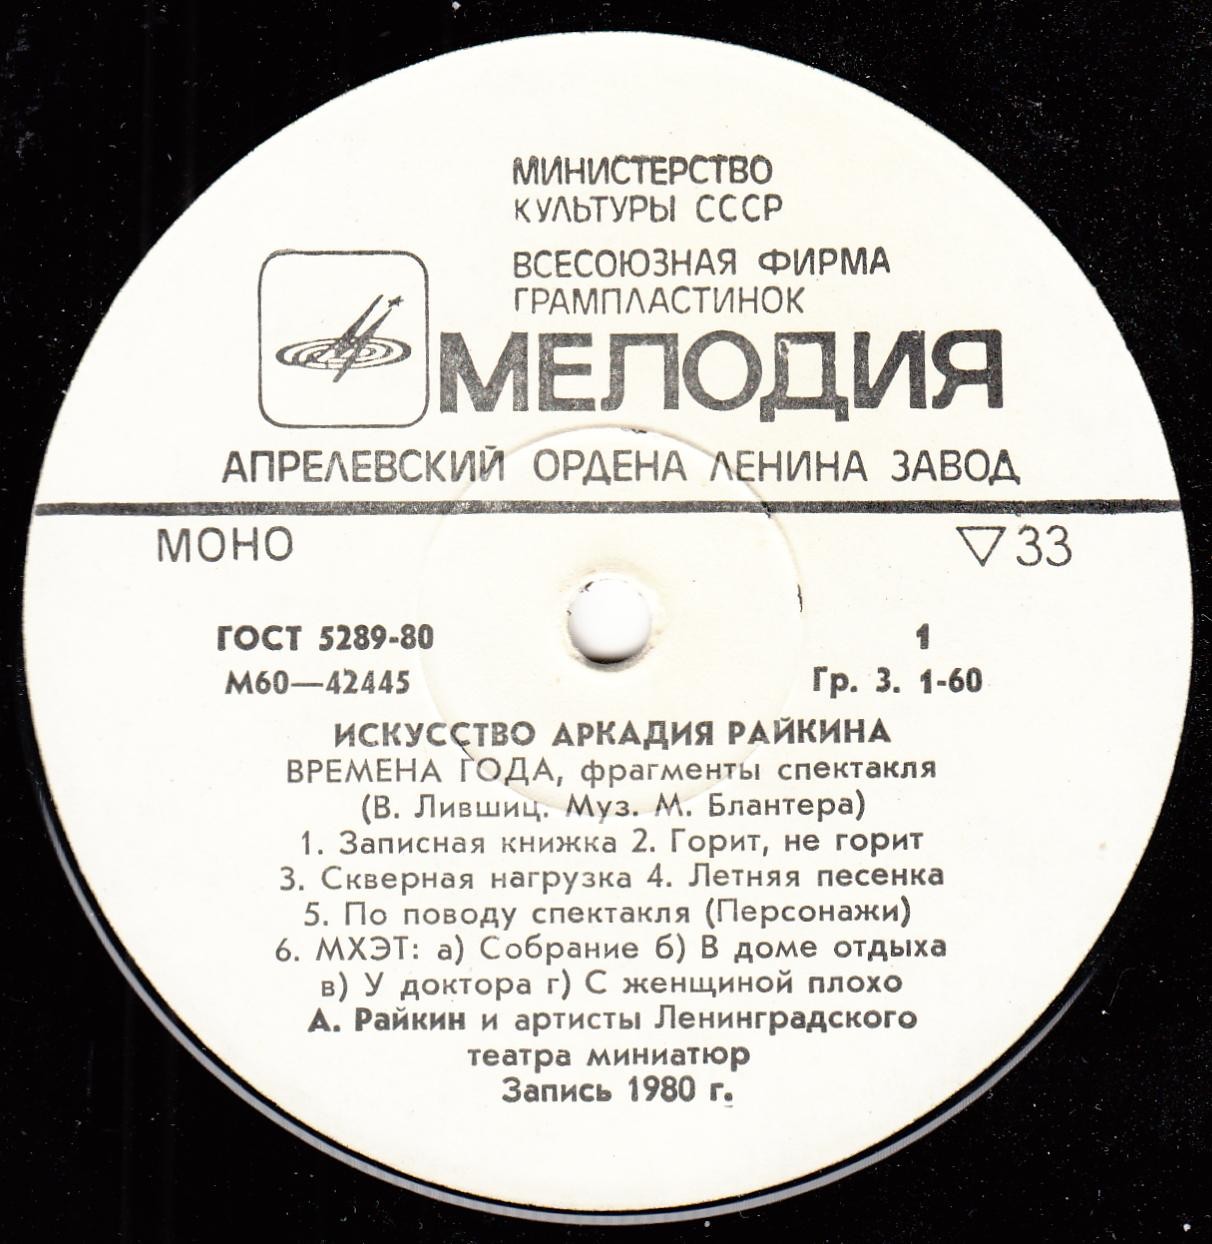 МИНИСТЕРСТВО
КУЛЬТУРЫ СССР
ВСЕСОЮЗНАЯ ФИРМА
ГРАМПЛАСТИНОК
МЕЛОДИЯ
АПРЕЛЕВСКИЙ ОРДЕНА ЛЕНИНА ЗАВОД
МОНО ▽33
ГОСТ 5289-80 1
М60—42445 Гр. 3. 1-60
ИСКУССТВО АРКАДИЯ РАЙКИНА
ВРЕМЕНА ГОДА, фрагменты спектакля
(В. Лившиц. Муз. М. Блантера)
1. Записная книжка 2. Горит, не горит
3. Скверная нагрузка 4. Летняя песенка
5. По поводу спектакля (Персонажи)
6. МХЭТ: а) Собрание б) В доме отдыха
в) У доктора г) С женщиной плохо
А. Райкин и артисты Ленинградского
театра миниатюр
Запись 1980 г.